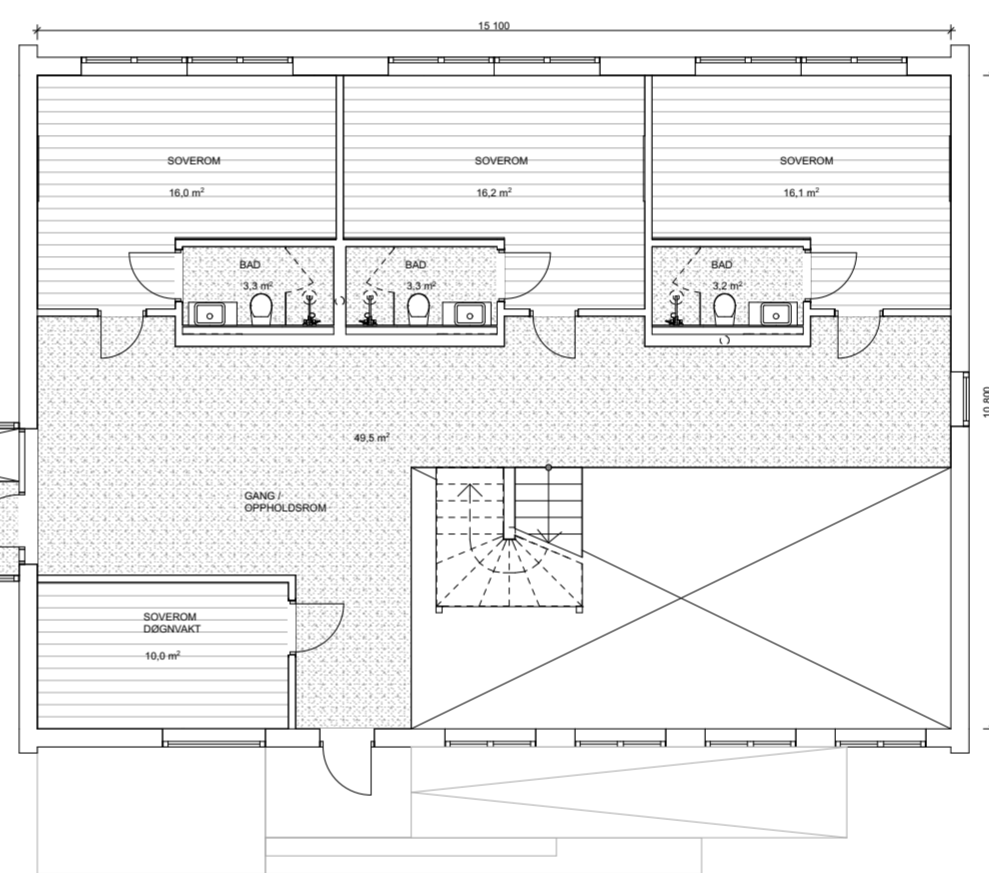 15 100
SOVEROM
16,0 m²
SOVEROM
16,2 m²
SOVEROM
16,1 m²
BAD
3,3 m²
BAD
3,3 m²
BAD
3,2 m²
10 800
49,5 m²
GANG /
OPPHOLDSROM
SOVEROM
DØGNVAKT
10,0 m²